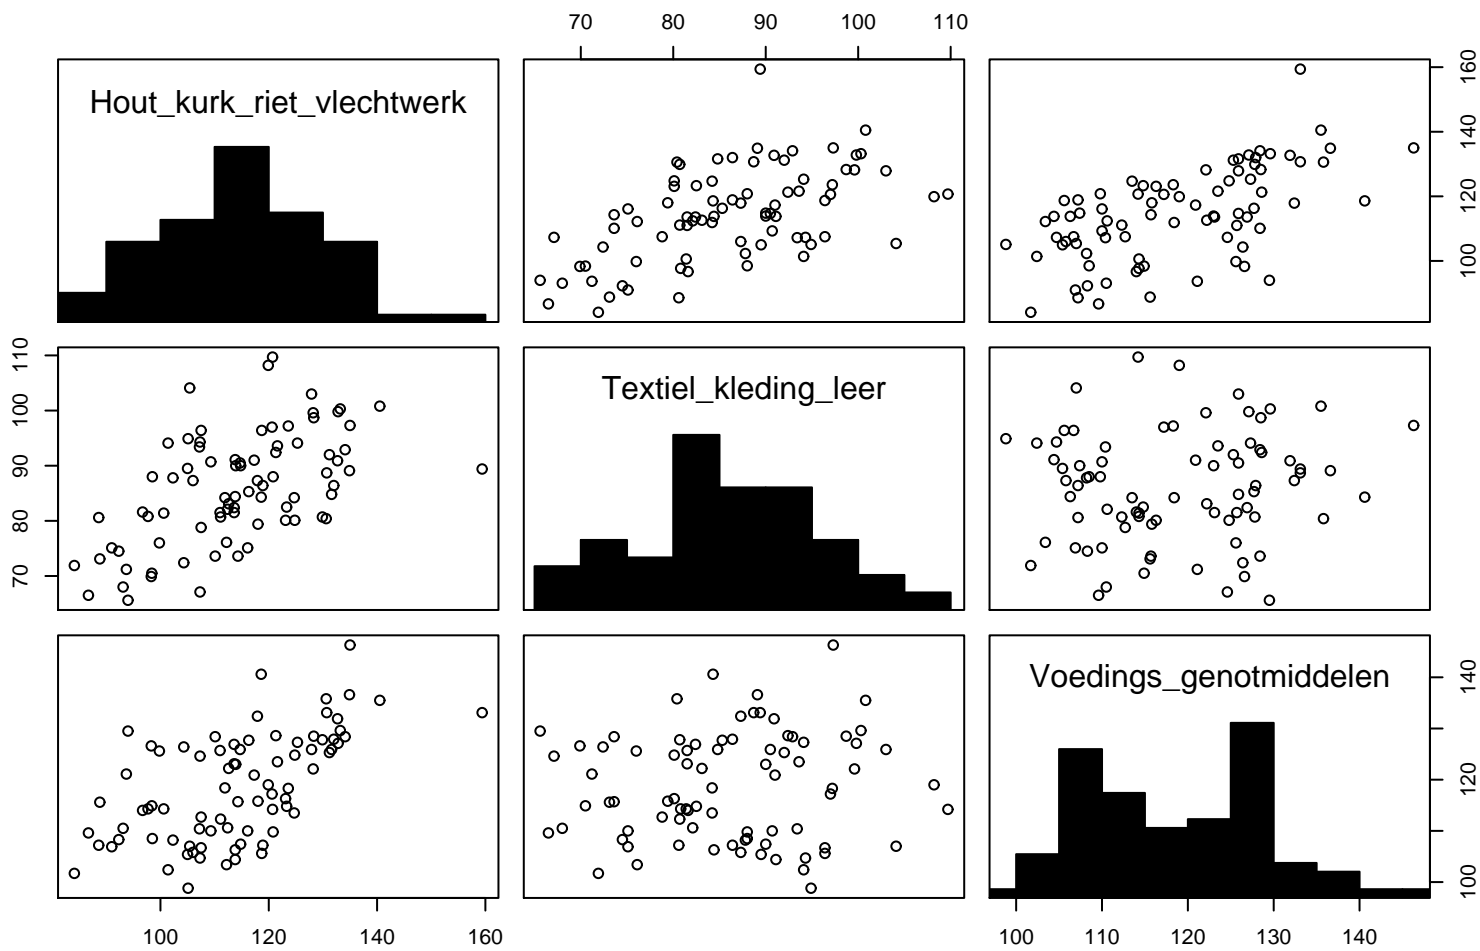 70 80 90 100 110
Hout_kurk_riet_vlechtwerk
100 120 140 160
70 80 90 100 110
Textiel_kleding_leer
Voedings_genotmiddelen
100 120 140
100 120 140 160
100 110 120 130 140